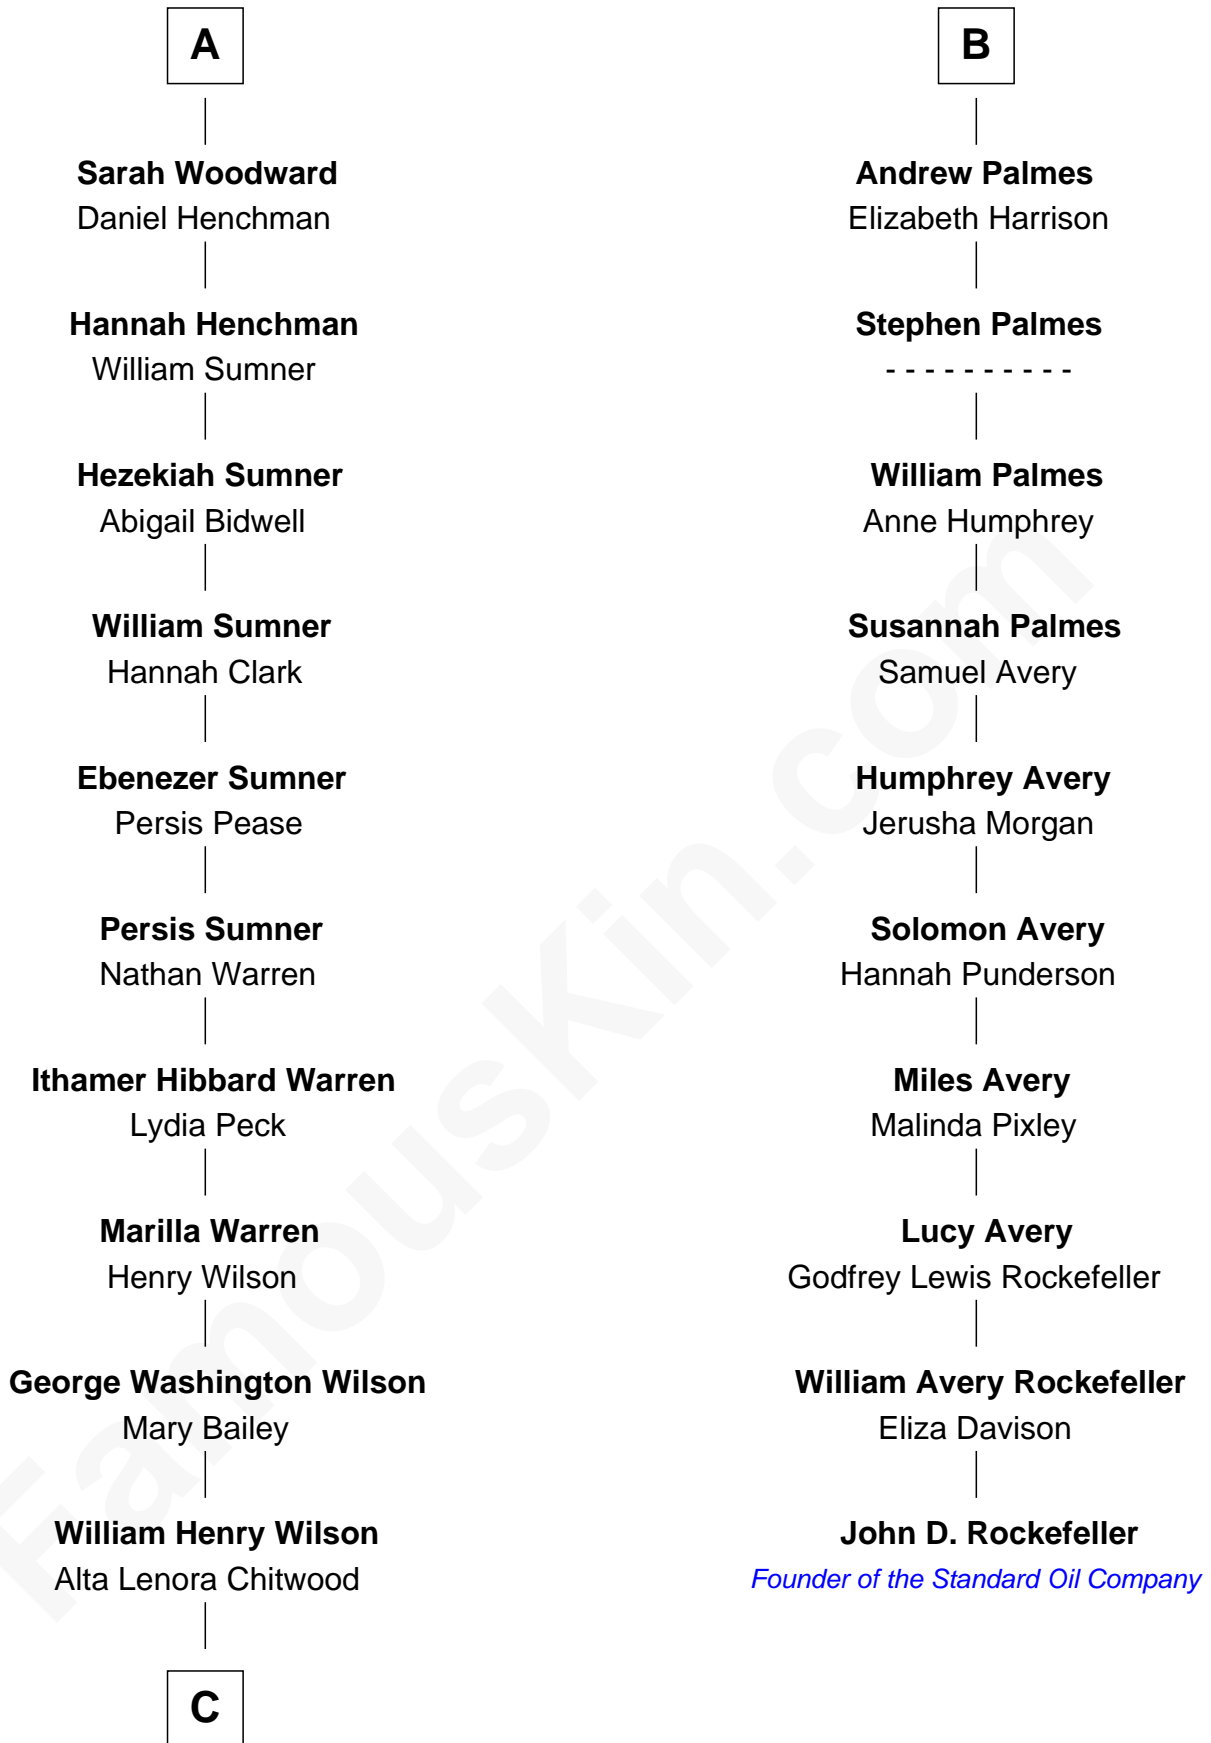 A
Sarah Woodward
Daniel Henchman
Hannah Henchman
William Sumner
Hezekiah Sumner
Abigail Bidwell
William Sumner
Hannah Clark
Ebenezer Sumner
Persis Pease
Persis Sumner
Nathan Warren
Ithamer Hibbard Warren
Lydia Peck
Marilla Warren
Henry Wilson
George Washington Wilson
Mary Bailey
William Henry Wilson
Alta Lenora Chitwood
C
B
Andrew Palmes
Elizabeth Harrison
Stephen Palmes
- - - - - - - - - -
William Palmes
Anne Humphrey
Susannah Palmes
Samuel Avery
Humphrey Avery
Jerusha Morgan
Solomon Avery
Hannah Punderson
Miles Avery
Malinda Pixley
Lucy Avery
Godfrey Lewis Rockefeller
William Avery Rockefeller
Eliza Davison
John D. Rockefeller
Founder of the Standard Oil Company
FamousKin.com